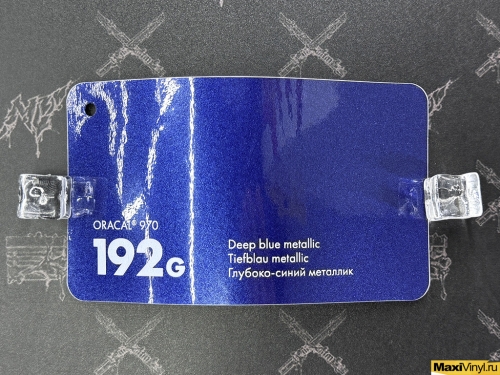 ORACAL® 970
192G
Deep blue metallic
Tiefblau metallic
Глубоко-синий металлик
MaxiVinyl.ru